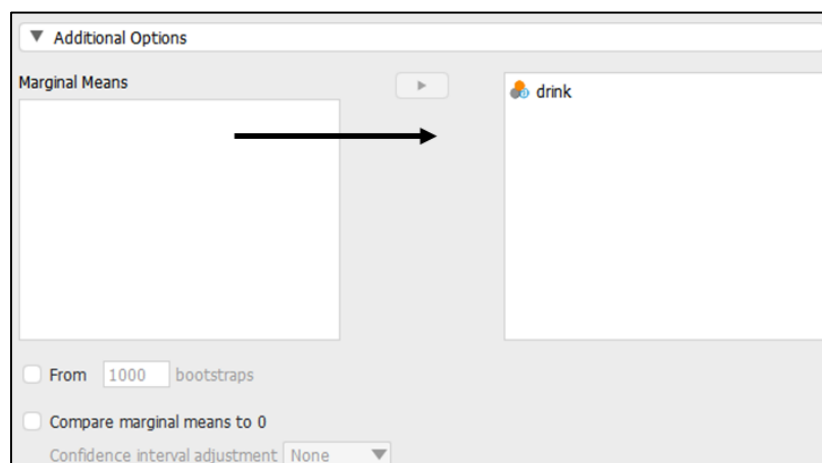 Additional Options
Marginal Means
drink
From 1000 bootstraps
Compare marginal means to 0
Confidence interval adjustment None